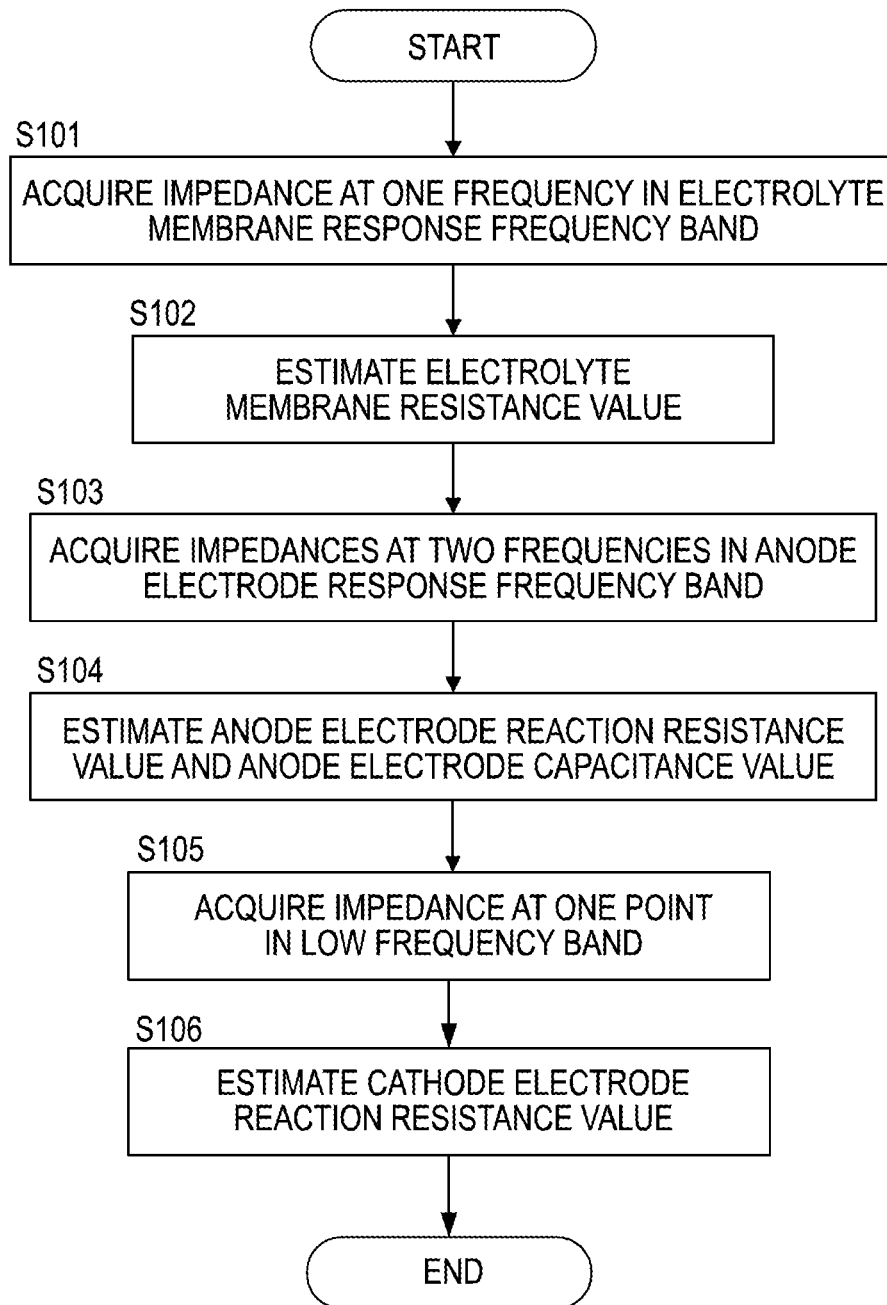 START
S101
ACQUIRE IMPEDANCE AT ONE FREQUENCY IN ELECTROLYTE
MEMBRANE RESPONSE FREQUENCY BAND
S102
ESTIMATE ELECTROLYTE
MEMBRANE RESISTANCE VALUE
S103
ACQUIRE IMPEDANCES AT TWO FREQUENCIES IN ANODE
ELECTRODE RESPONSE FREQUENCY BAND
S104
ESTIMATE ANODE ELECTRODE REACTION RESISTANCE
VALUE AND ANODE ELECTRODE CAPACITANCE VALUE
S105
ACQUIRE IMPEDANCE AT ONE POINT
IN LOW FREQUENCY BAND
S106
ESTIMATE CATHODE ELECTRODE
REACTION RESISTANCE VALUE
END